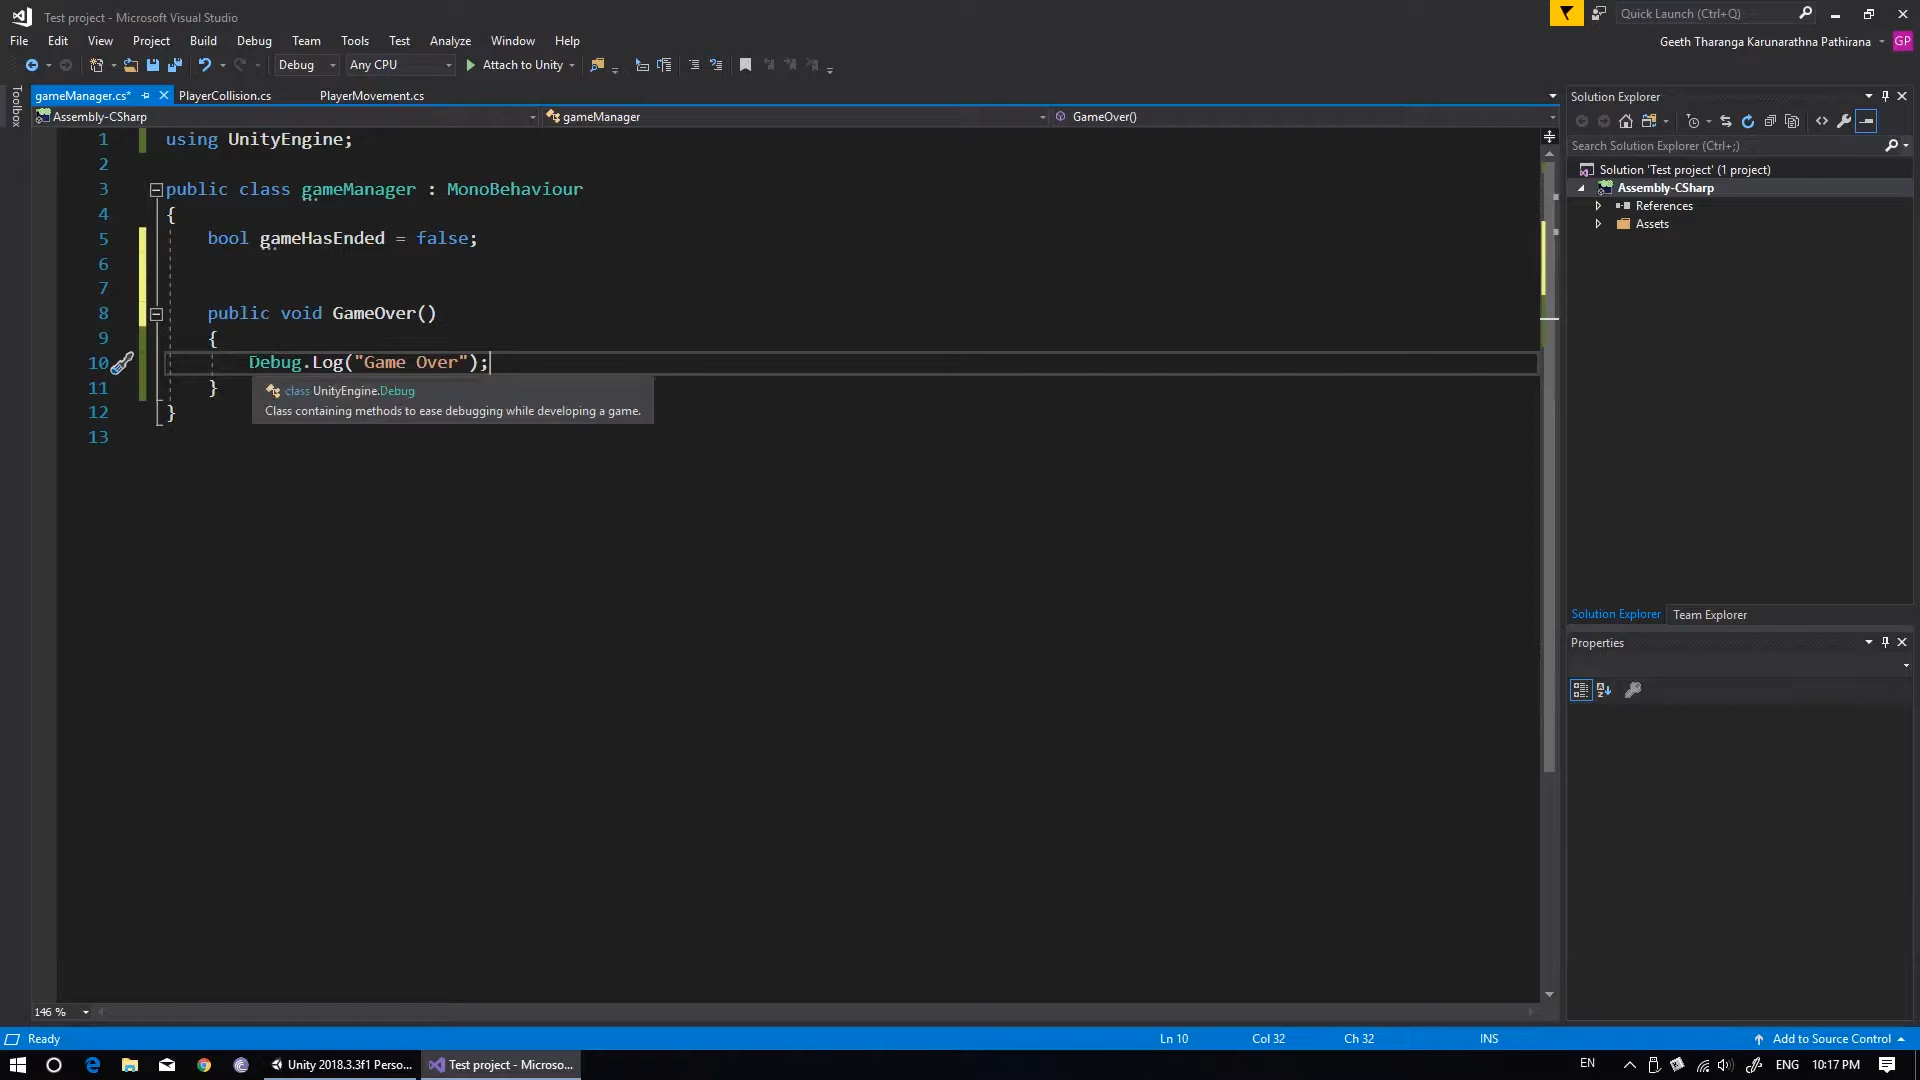 Test project - Microsoft Visual Studio
Quick Launch (Ctrl+Q)
File Edit View Project Build Debug Team Tools Test Analyze Window Help
Geeth Tharanga Karunarathna Pathirana GP
Debug Any CPU Attach to Unity
Toolbox
gameManager.cs* PlayerCollision.cs PlayerMovement.cs
Assembly-CSharp gameManager GameOver()
1 using UnityEngine;
2
3 public class gameManager : MonoBehaviour
4 {
5 bool gameHasEnded = false;
6
7
8 public void GameOver()
9 {
10 Debug.Log("Game Over");
11 }
12 }
13
class UnityEngine.Debug
Class containing methods to ease debugging while developing a game.
Solution Explorer
Search Solution Explorer (Ctrl+;)
Solution 'Test project' (1 project)
Assembly-CSharp
References
Assets
Solution Explorer Team Explorer
Properties
146 %
Ready Ln 10 Col 32 Ch 32 INS Add to Source Control
Unity 2018.3.3f1 Perso... Test project - Microso... EN ENG 10:17 PM